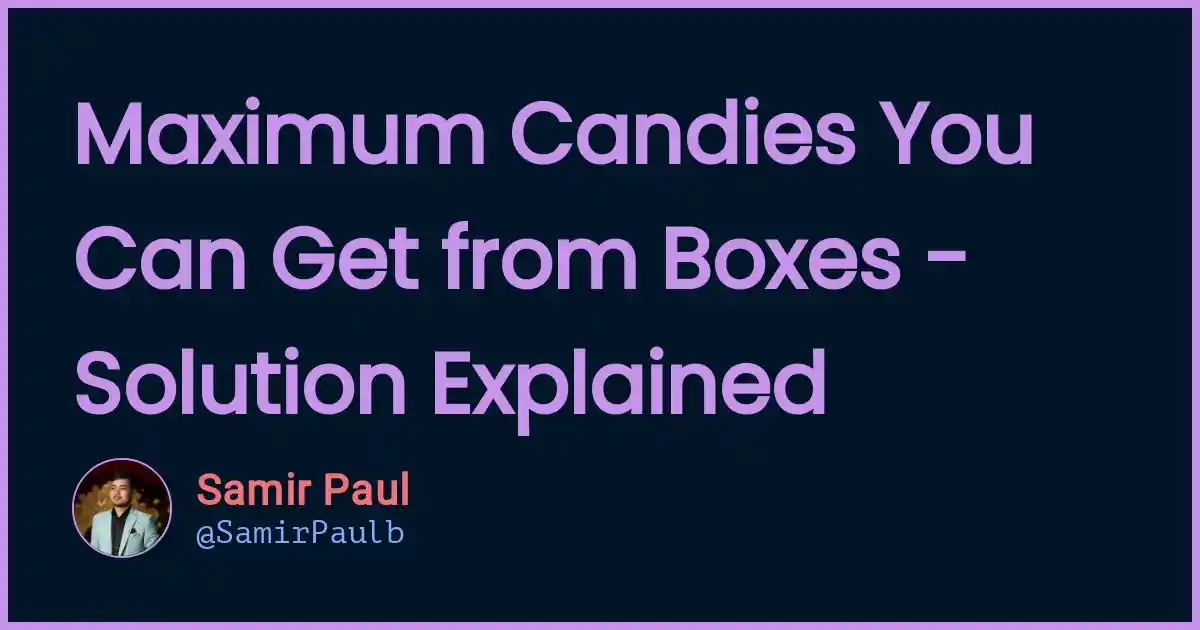 Maximum Candies You
Can Get from Boxes -
Solution Explained
Samir Paul
@SamirPaulb